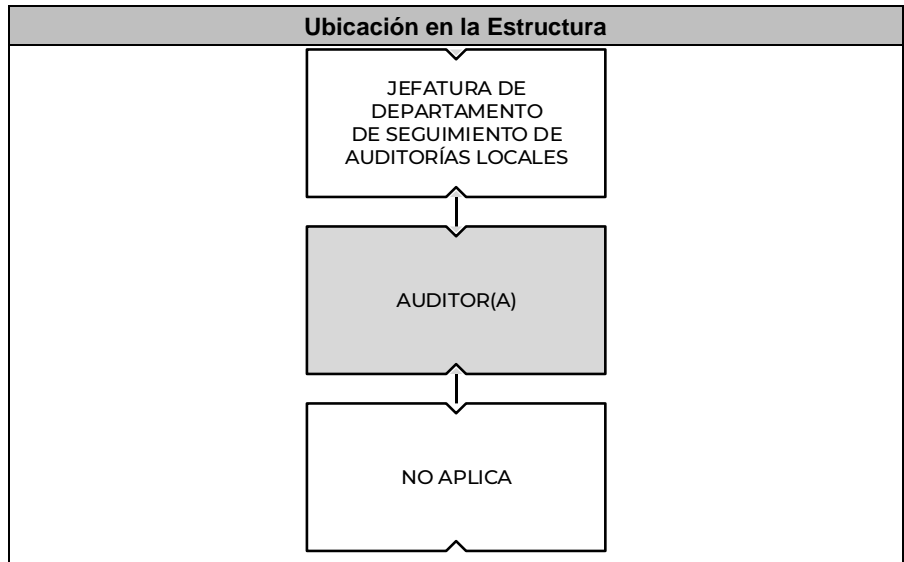 Ubicación en la Estructura
JEFATURA DE
DEPARTAMENTO
DE SEGUIMIENTO DE
AUDITORÍAS LOCALES
AUDITOR(A)
NO APLICA